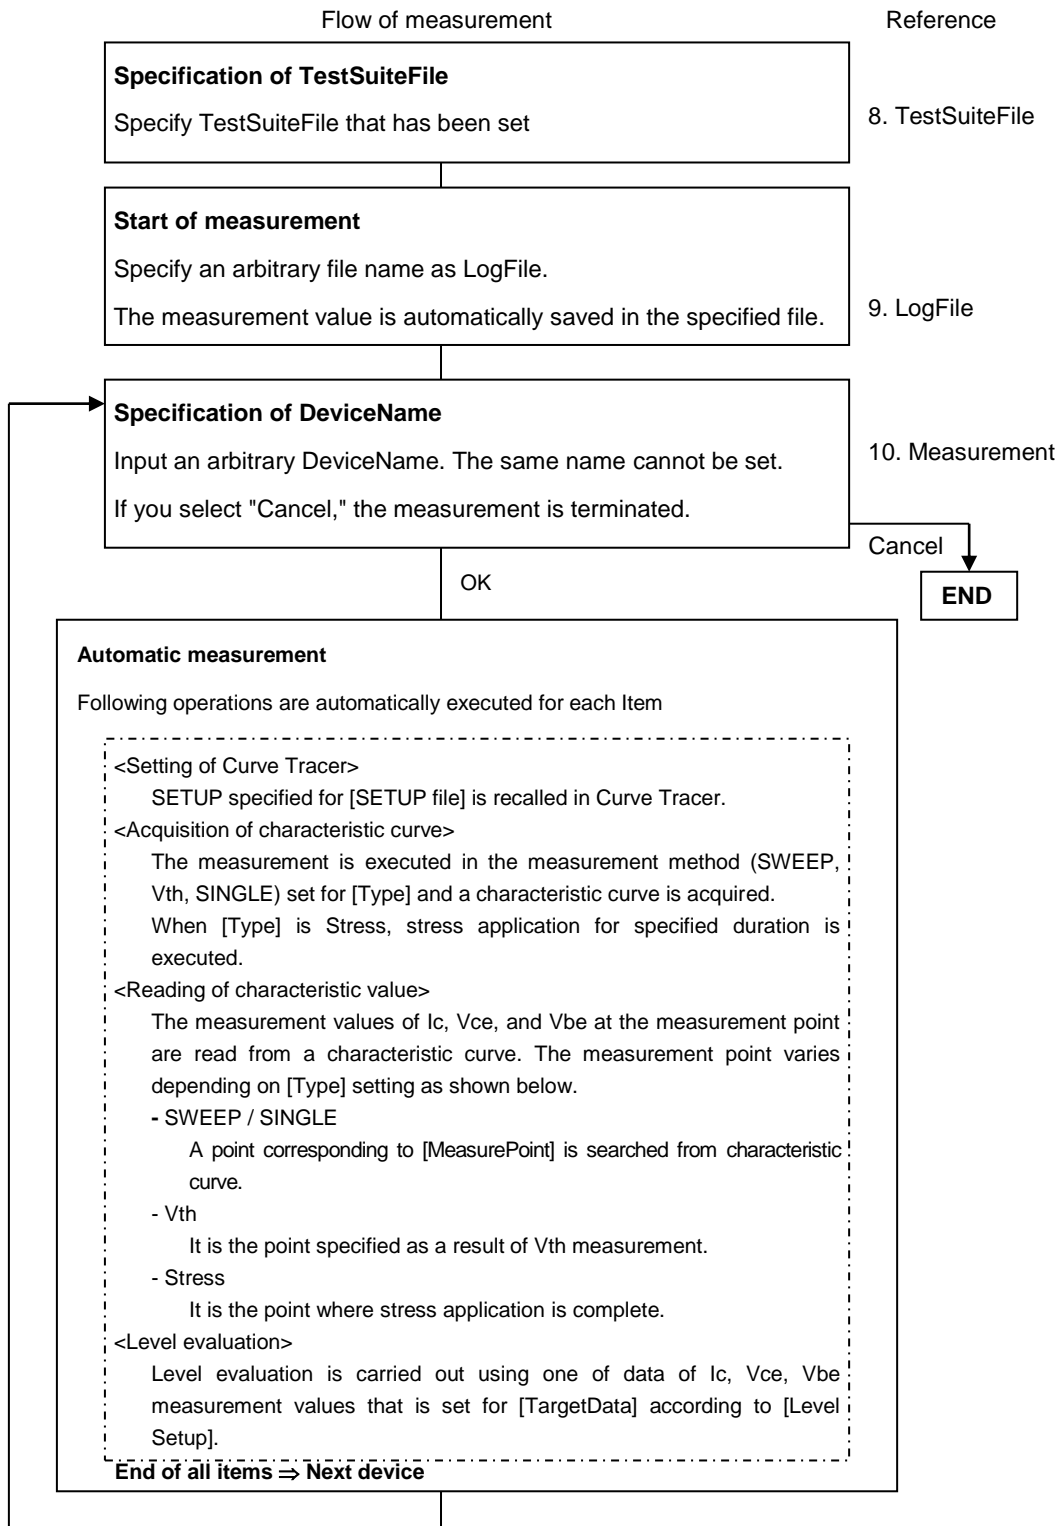 Flow of measurement Reference
Specification of TestSuiteFile
Specify TestSuiteFile that has been set
8. TestSuiteFile
Start of measurement
Specify an arbitrary file name as LogFile.
The measurement value is automatically saved in the specified file.
9. LogFile
Specification of DeviceName
Input an arbitrary DeviceName. The same name cannot be set.
10. Measurement
If you select "Cancel," the measurement is terminated.
Cancel
OK
END
Automatic measurement
Following operations are automatically executed for each Item
<Setting of Curve Tracer>
SETUP specified for [SETUP file] is recalled in Curve Tracer.
<Acquisition of characteristic curve>
The measurement is executed in the measurement method (SWEEP,
Vth, SINGLE) set for [Type] and a characteristic curve is acquired.
When [Type] is Stress, stress application for specified duration is
executed.
<Reading of characteristic value>
The measurement values of Ic, Vce, and Vbe at the measurement point
are read from a characteristic curve. The measurement point varies
depending on [Type] setting as shown below.
- SWEEP / SINGLE
A point corresponding to [MeasurePoint] is searched from characteristic
curve.
- Vth
It is the point specified as a result of Vth measurement.
- Stress
It is the point where stress application is complete.
<Level evaluation>
Level evaluation is carried out using one of data of Ic, Vce, Vbe
measurement values that is set for [TargetData] according to [Level
Setup].
End of all items ⇒ Next device